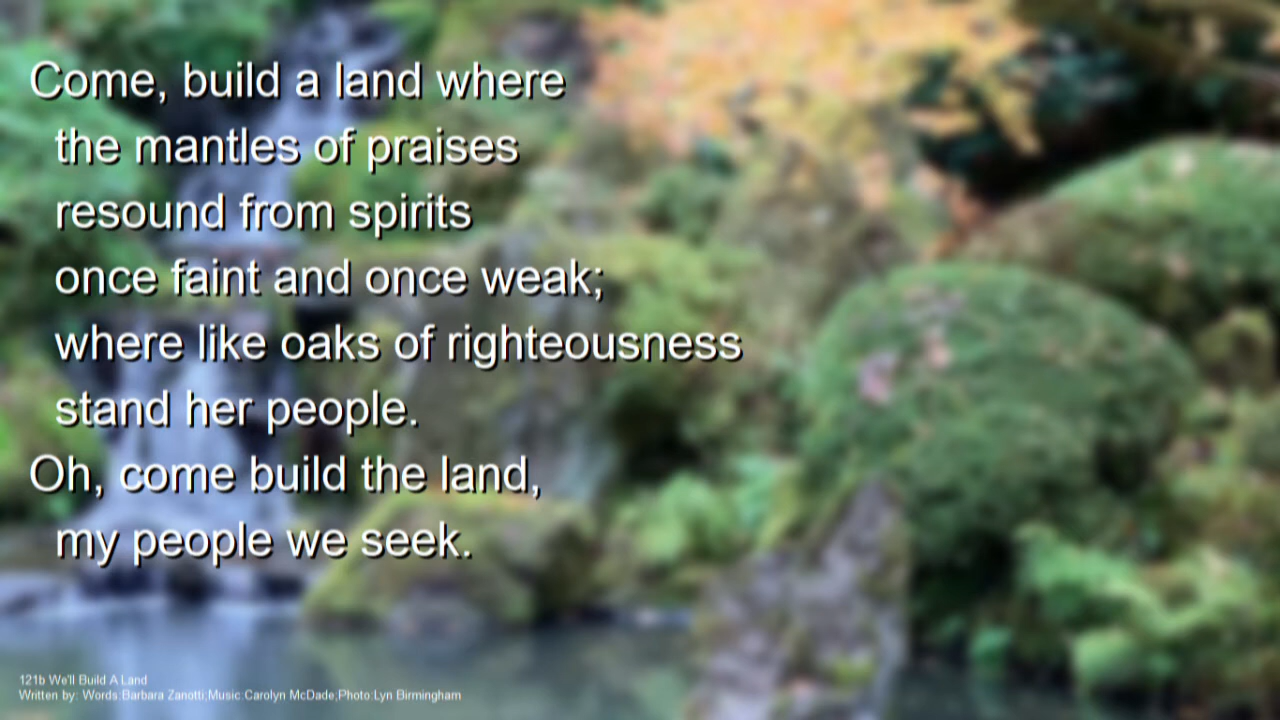 Come, build a land where
the mantles of praises
resound from spirits
once faint and once weak;
where like oaks of righteousness
stand her people.
Oh, come build the land,
my people we seek.
121b We'll Build A Land
Written by: Words:Barbara Zanotti;Music:Carolyn McDade,Photo:Lyn Birmingham